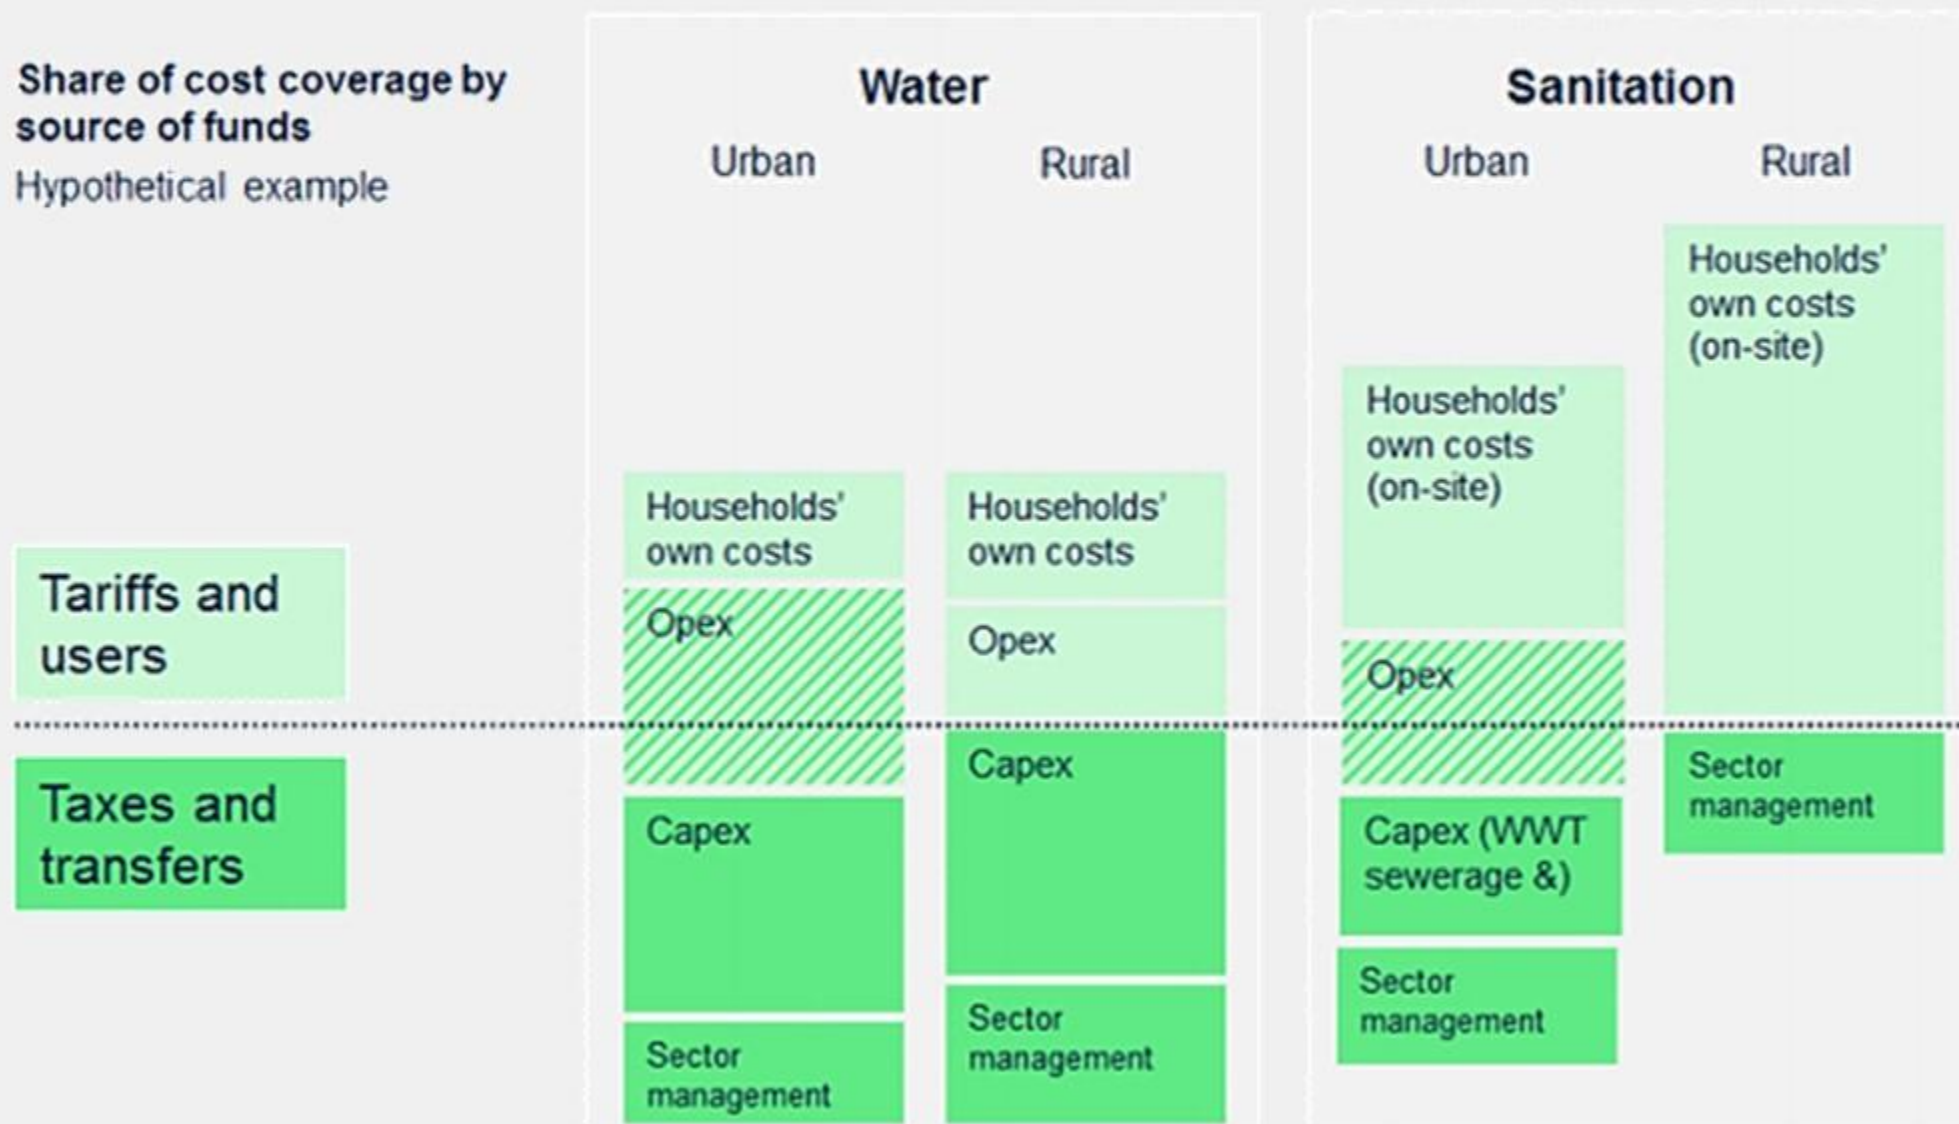 Share of cost coverage by
source of funds
Hypothetical example
Water
Urban
Rural
Sanitation
Urban
Rural
Tariffs and
users
Taxes and
transfers
Households'
own costs
Opex
Capex
Sector
management
Households'
own costs
Opex
Capex
Sector
management
Households'
own costs
(on-site)
Opex
Capex (WWT
sewerage &)
Sector
management
Households'
own costs
(on-site)
Sector
management